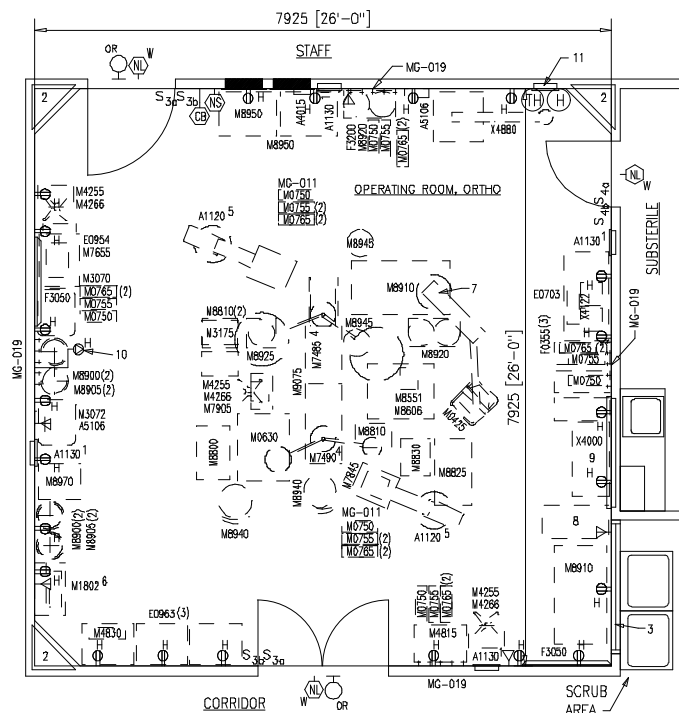 7925 [26'-0"]
OR
NL
W
STAFF
MG-019
11
2
S3a
S3b
H
NS
CB
M8950
M8950
A4015
A1130
F3200
M8920
M0750
M0755
M0765 (2)
A5106
X4880
TH
H
2
NL
W
S4a
S4b
M4255
M4266
E0954
M7655
M3070
M0765 (2)
M0755
M0750
F3050
MG-011
M0750
M0755 (2)
M0765 (2)
OPERATING ROOM, ORTHO
A1120 5
M8945
M8910
7
A1130 1
E0703
X4122
F0355(3)
M0765 (2)
M0755
M0750
SUBSTERILE
MG-019
MG-019
10
M8900(2)
M8905(2)
M3072
A5106
A1130 1
M8970
M8900(2)
M8905 (2)
M1802 6
M8810(2)
M3175
M8925
M7485
M8945
M8920
M4255
M4266
M7905
M9075
M8551
M8606
M0425
7925 [26'-0"]
M8800
M0630
M7490
4
M8810
M8830
M8825
M7845
M8940
M8940
MG-011
M0750
M0755 (2)
M0765 (2)
A1120 5
X4000
9
8
M8910
M0750
M0755
M0765 (2)
M4255
M4266
2
M4830
E0963 (3)
S3b
S3a
M4815
A1130
F3050
3
MG-019
CORRIDOR
W
NL
OR
SCRUB
AREA